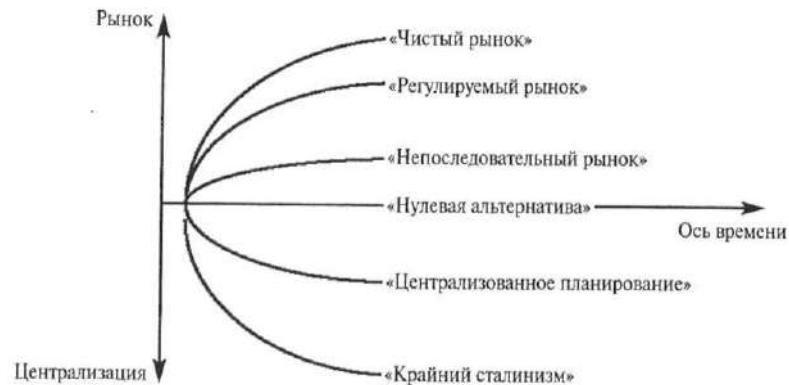 Рынок
«Чистый рынок»
«Регулируемый рынок»
«Непоследовательный рынок»
«Нулевая альтернатива»
Ось времени
«Централизованное планирование»
Централизация
«Крайний сталинизм»